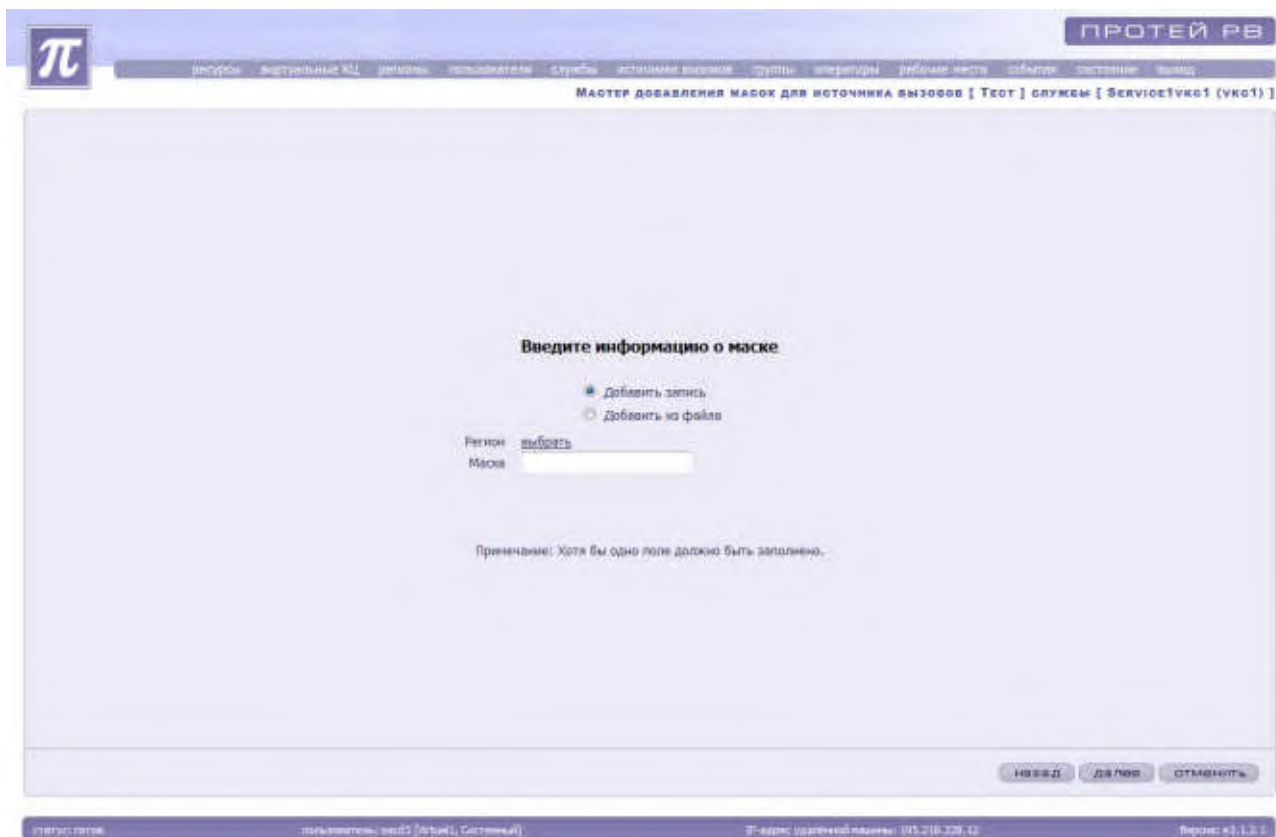 π
ПРОТЕЙ РВ
ресурсы виртуальные КЦ регионы пользователи службы источники вызовов группы операторы рабочие места события состояние выход
Мастер добавления масок для источника вызовов [ Тест ] службы [ Service1vkc1 (vkc1) ]
Введите информацию о маске
Добавить запись
Добавить из файла
Регион выбрать
Маска
Примечание: Хотя бы одно поле должно быть заполнено.
назад далее отменить
статус: готов пользователь: Системный] IP-адрес удалённой машины: Версия: